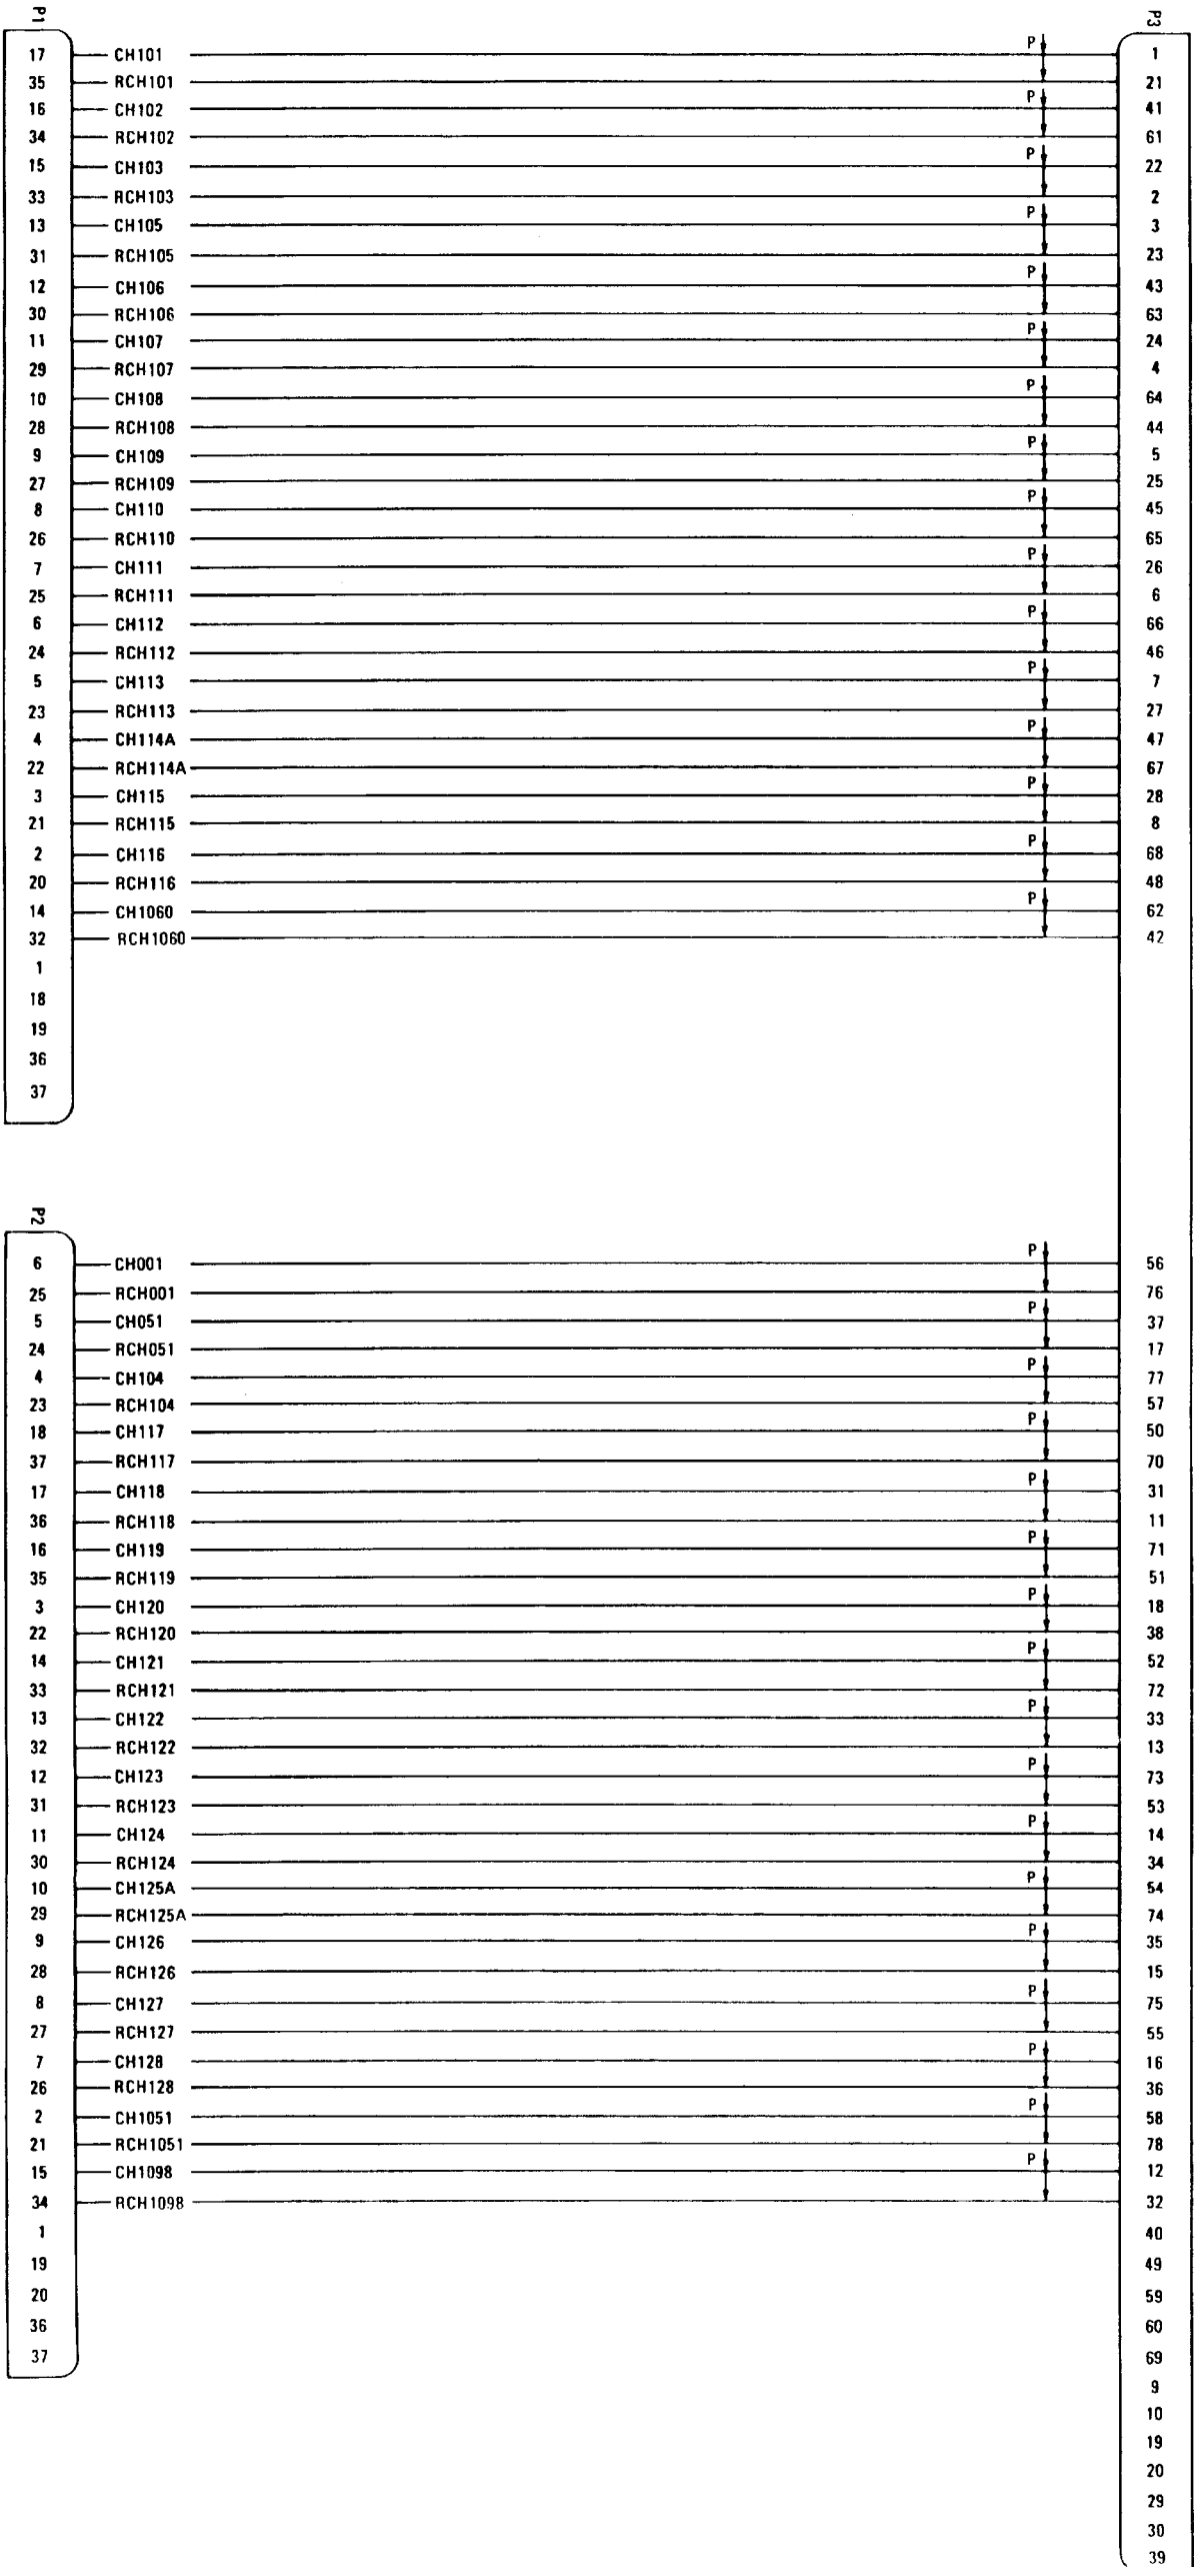 P1 P3
P
17 CH101 1
35 RCH101 21
P
16 CH102 41
34 RCH102 61
P
15 CH103 22
33 RCH103 2
P
13 CH105 3
31 RCH105 23
P
12 CH106 43
30 RCH106 63
P
11 CH107 24
29 RCH107 4
P
10 CH108 64
28 RCH108 44
P
9 CH109 5
27 RCH109 25
P
8 CH110 45
26 RCH110 65
P
7 CH111 26
25 RCH111 6
P
6 CH112 66
24 RCH112 46
P
5 CH113 7
23 RCH113 27
P
4 CH114A 47
22 RCH114A 67
P
3 CH115 28
21 RCH115 8
P
2 CH116 68
20 RCH116 48
P
14 CH1060 62
32 RCH1060 42
1
18
19
36
37
P2
P
6 CH001 56
25 RCH001 76
P
5 CH051 37
24 RCH051 17
P
4 CH104 77
23 RCH104 57
P
18 CH117 50
37 RCH117 70
P
17 CH118 31
36 RCH118 11
P
16 CH119 71
35 RCH119 51
P
3 CH120 18
22 RCH120 38
P
14 CH121 52
33 RCH121 72
P
13 CH122 33
32 RCH122 13
P
12 CH123 73
31 RCH123 53
P
11 CH124 14
30 RCH124 34
P
10 CH125A 54
29 RCH125A 74
P
9 CH126 35
28 RCH126 15
P
8 CH127 75
27 RCH127 55
P
7 CH128 16
26 RCH128 36
P
2 CH1051 58
21 RCH1051 78
P
15 CH1098 12
34 RCH1098 32
1 40
19 49
20 59
36 60
37 69
9
10
19
20
29
30
39